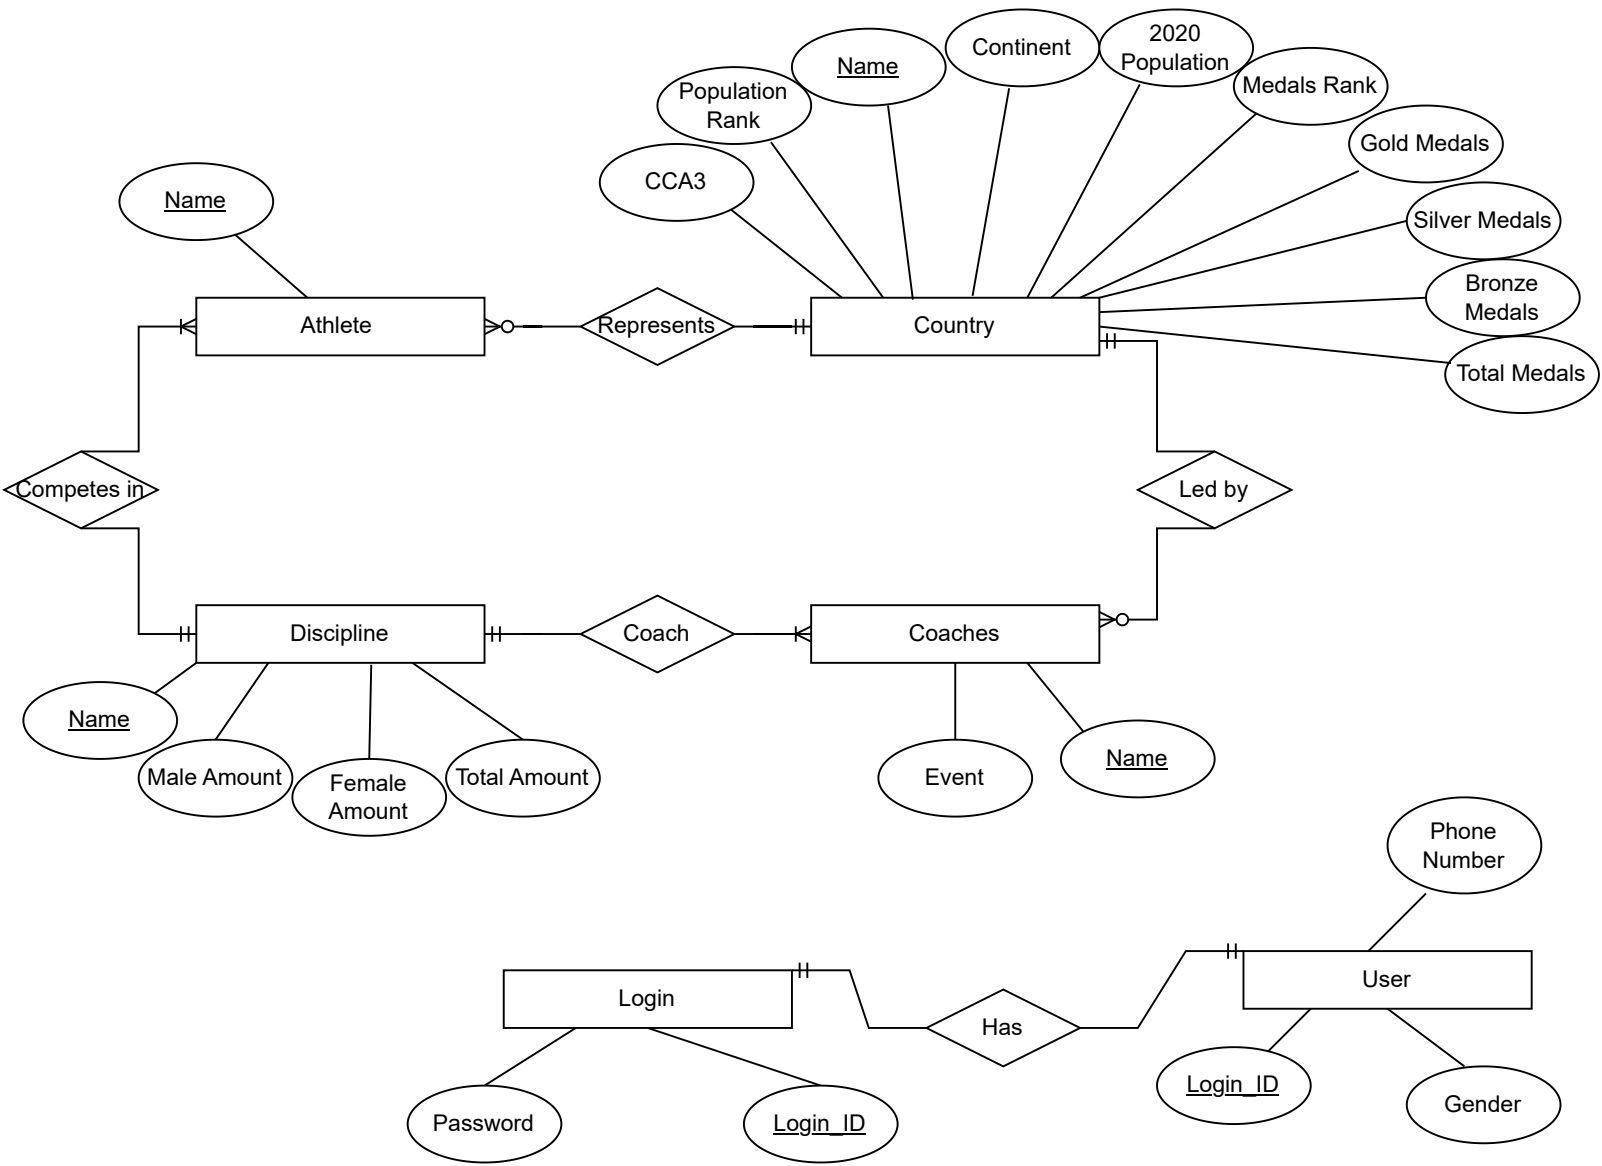 2020
Population
Continent
Name
Medals Rank
Population
Rank
Gold Medals
CCA3
Name
Silver Medals
Bronze
Medals
Athlete
Represents
Country
Total Medals
Competes in
Led by
Discipline
Coach
Coaches
Name
Male Amount
Female
Amount
Total Amount
Event
Name
Phone
Number
Login
Has
User
Password
Login_ID
Login_ID
Gender